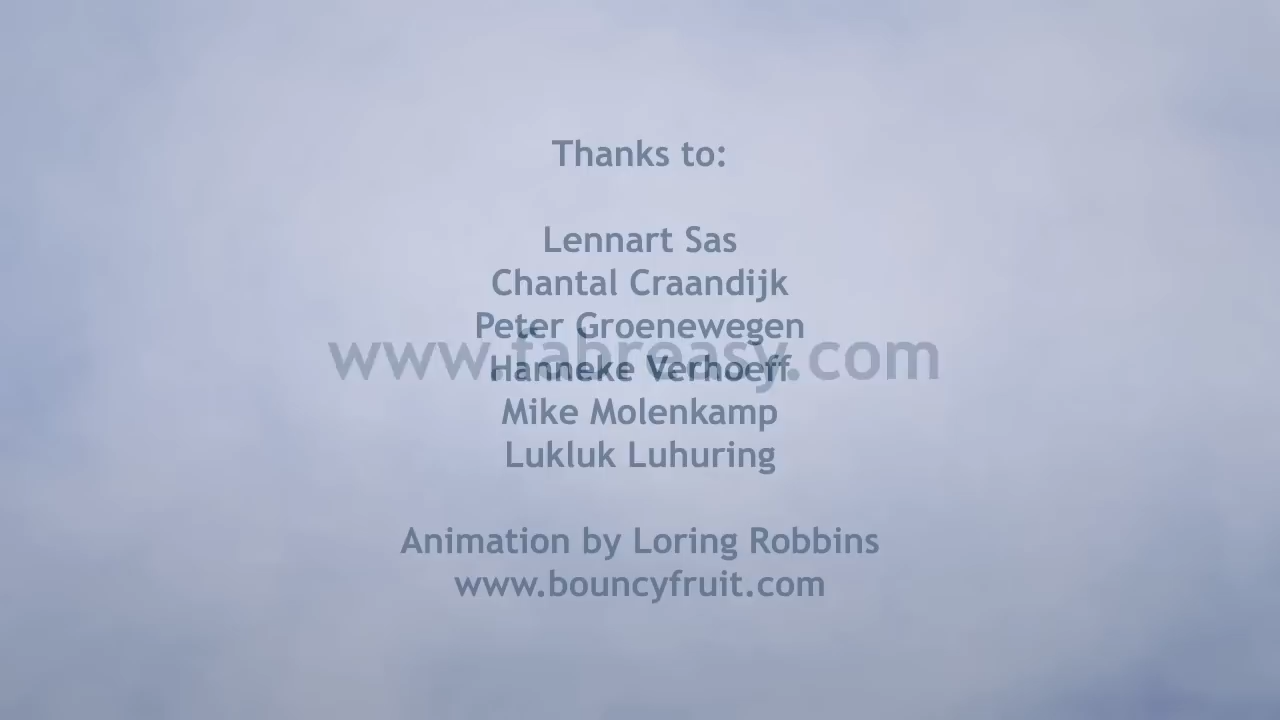 Thanks to:
Lennart Sas
Chantal Craandijk
Peter Groenewegen
www.fabreasy.com
Hanneke Verhoeff
Mike Molenkamp
Lukluk Luhuring
Animation by Loring Robbins
www.bouncyfruit.com